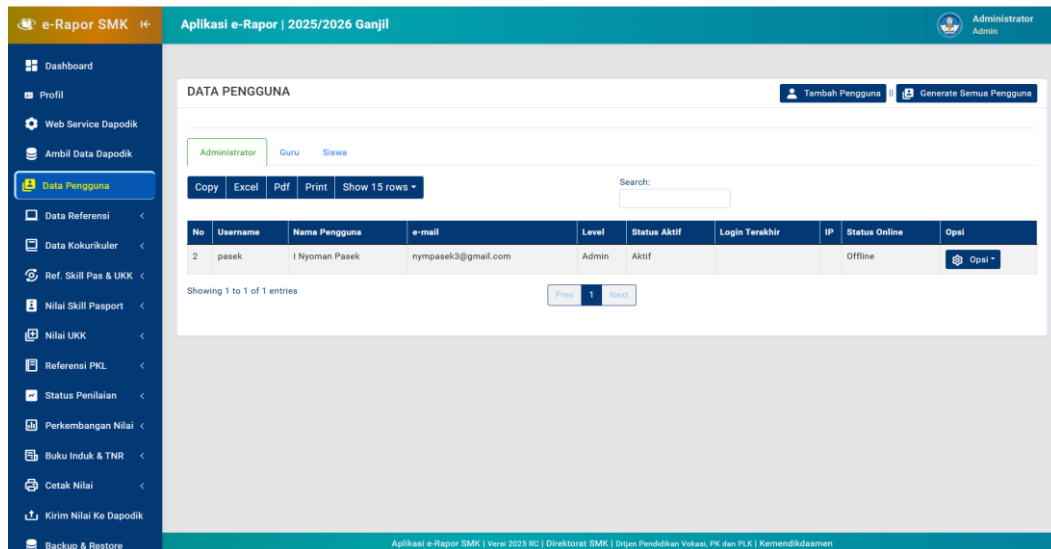 e-Rapor SMK
Aplikasi e-Rapor | 2025/2026 Ganjil
Administrator
Admin
Dashboard
Profil
Web Service Dapodik
Ambil Data Dapodik
Data Pengguna
Data Referensi
Data Kokurikuler
Ref. Skill Pas & UKK
Nilai Skill Pasport
Nilai UKK
Referensi PKL
Status Penilaian
Perkembangan Nilai
Buku Induk & TNR
Cetak Nilai
Kirim Nilai Ke Dapodik
Backup & Restore
DATA PENGGUNA
Tambah Pengguna || Generate Semua Pengguna
Administrator Guru Siswa
Copy Excel Pdf Print Show 15 rows
Search:
No Username Nama Pengguna e-mail Level Status Aktif Login Terakhir IP Status Online Opsi
2 pasek I Nyoman Pasek nympasek3@gmail.com Admin Aktif Offline Opsi
Showing 1 to 1 of 1 entries
Prev 1 Next
Aplikasi e-Rapor SMK | Versi 2025 RC | Direktorat SMK | Ditjen Pendidikan Vokasi, PK dan PLK | Kemendikdasmen